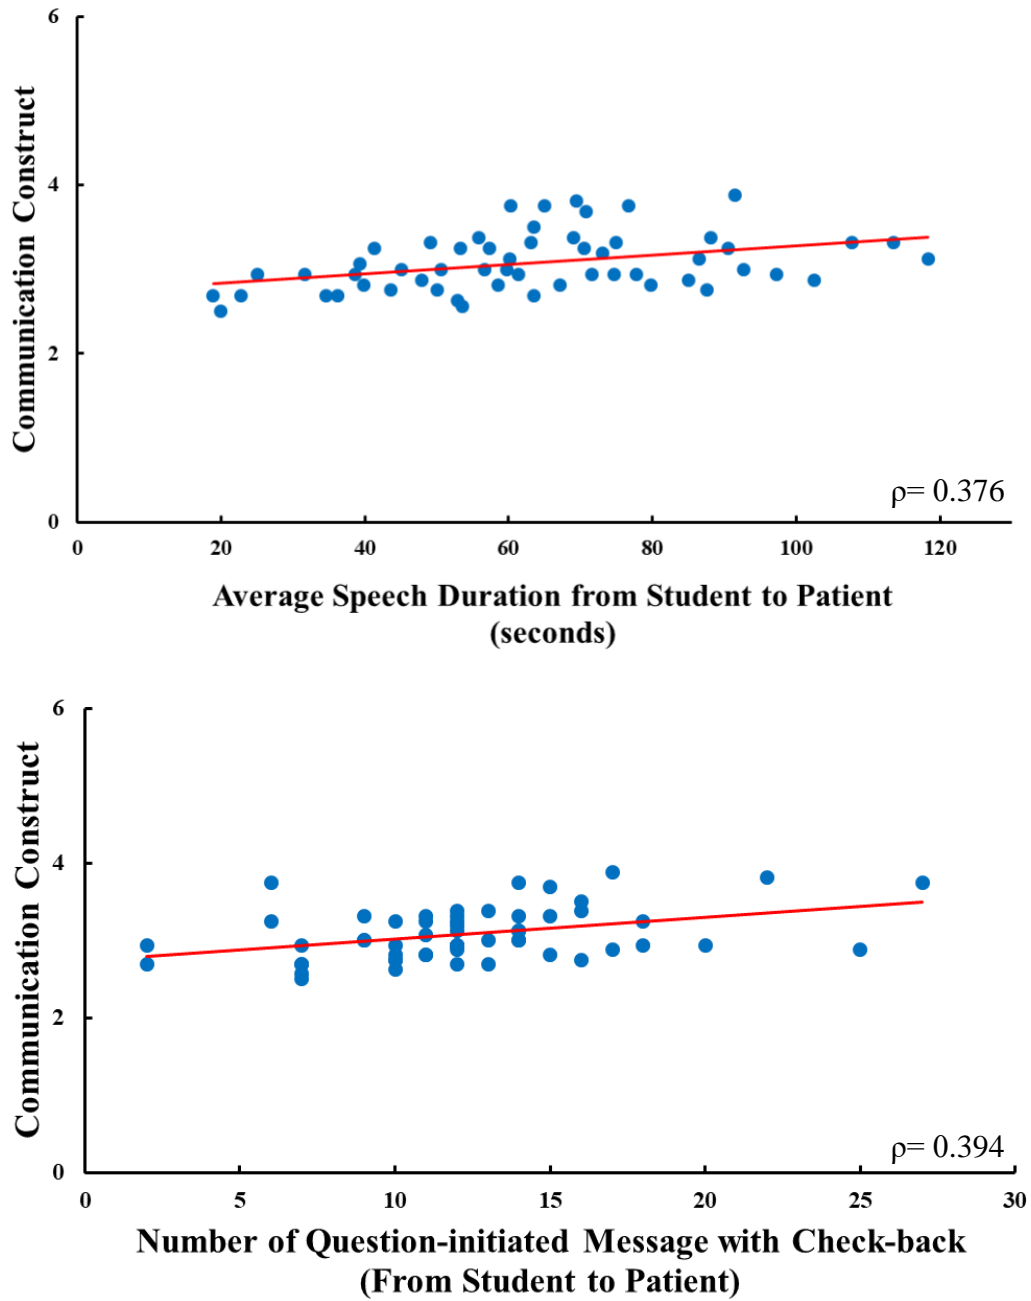 Communication Construct
6
4
2
0
ρ= 0.376
0 20 40 60 80 100 120
Average Speech Duration from Student to Patient
(seconds)
Communication Construct
6
4
2
0
ρ= 0.394
0 5 10 15 20 25 30
Number of Question-initiated Message with Check-back
(From Student to Patient)